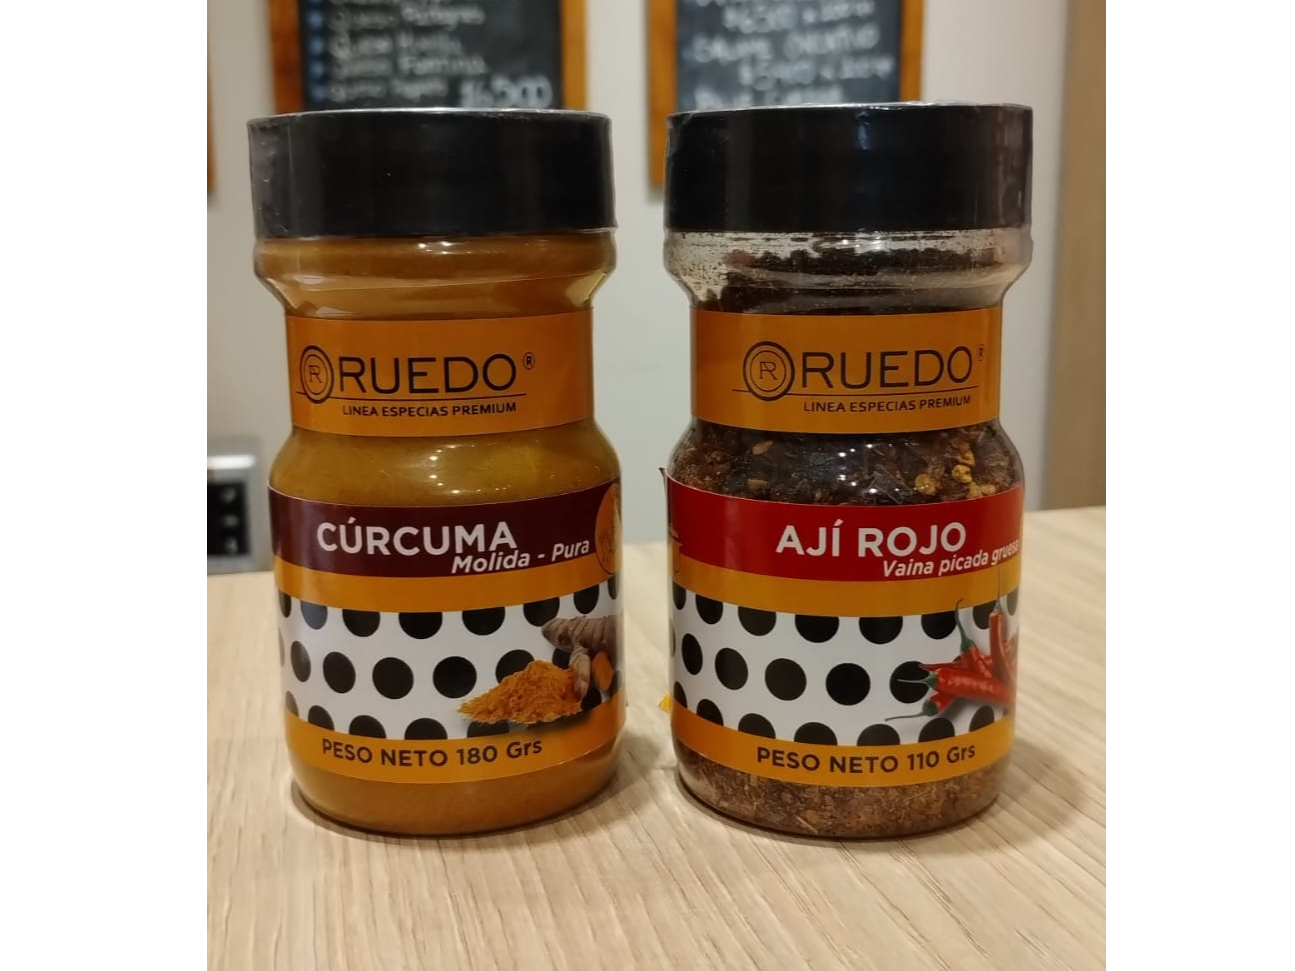 $6500
RUEDO®
LINEA ESPECIAS PREMIUM
CÚRCUMA
Molida - Pura
PESO NETO 180 Grs
RUEDO®
LINEA ESPECIAS PREMIUM
AJÍ ROJO
Vaina picada gruesa
PESO NETO 110 Grs